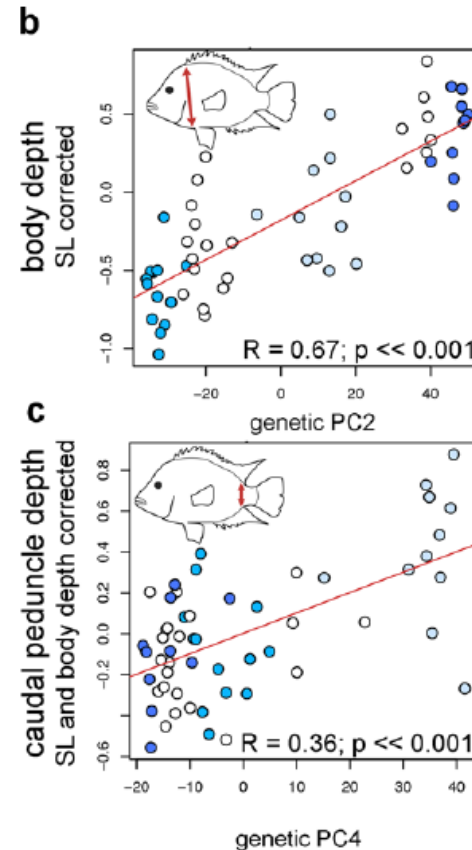 b
body depth
SL corrected
0.5
0.0
-0.5
-1.0
R = 0.67; p << 0.001
-20
0
20
40
genetic PC2
c
caudal peduncle depth
SL and body depth corrected
0.8
0.6
0.4
0.2
0.0
-0.2
-0.6
R = 0.36; p << 0.001
-20
-10
0
10
20
30
40
genetic PC4